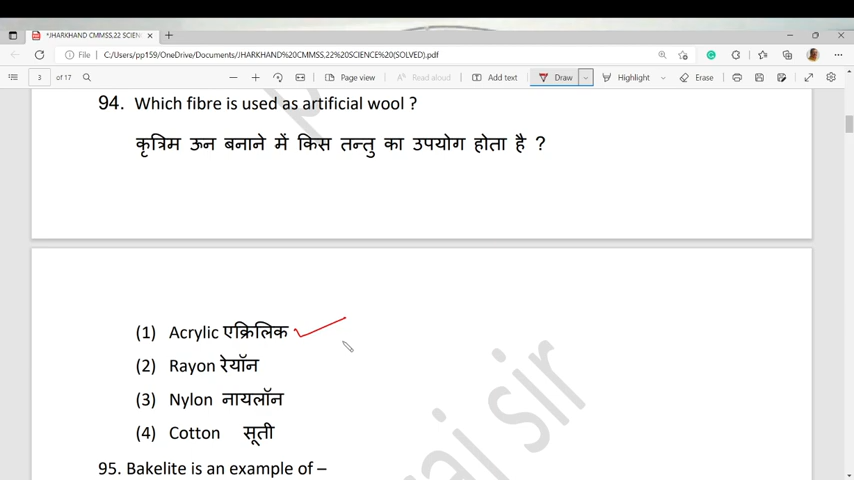 *JHARKHAND CMMSS,22 SCIEN
File
C:/Users/pp159/OneDrive/Documents/JHARKHAND%20CMMSS,22%20SCIENCE%20(SOLVED).pdf
3 of 17
Page view
Read aloud
Add text
Draw
Highlight
Erase
94. Which fibre is used as artificial wool ?
कृत्रिम ऊन बनाने में किस तन्तु का उपयोग होता है ?
(1) Acrylic एक्रिलिक
(2) Rayon रेयॉन
(3) Nylon नायलॉन
(4) Cotton सूती
sir
95. Bakelite is an example of –